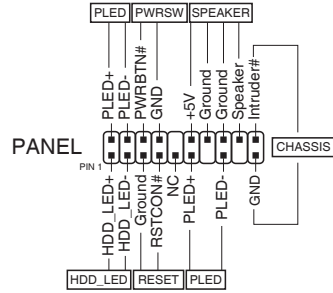 PLED PWRSW SPEAKER
PLED+
PLED-
PWRBTN#
GND
+5V
Ground
Ground
Speaker
Intruder#
PANEL
PIN 1
CHASSIS
HDD_LED+
HDD_LED-
Ground
RSTCON#
NC
PLED+
PLED-
GND
HDD_LED RESET PLED